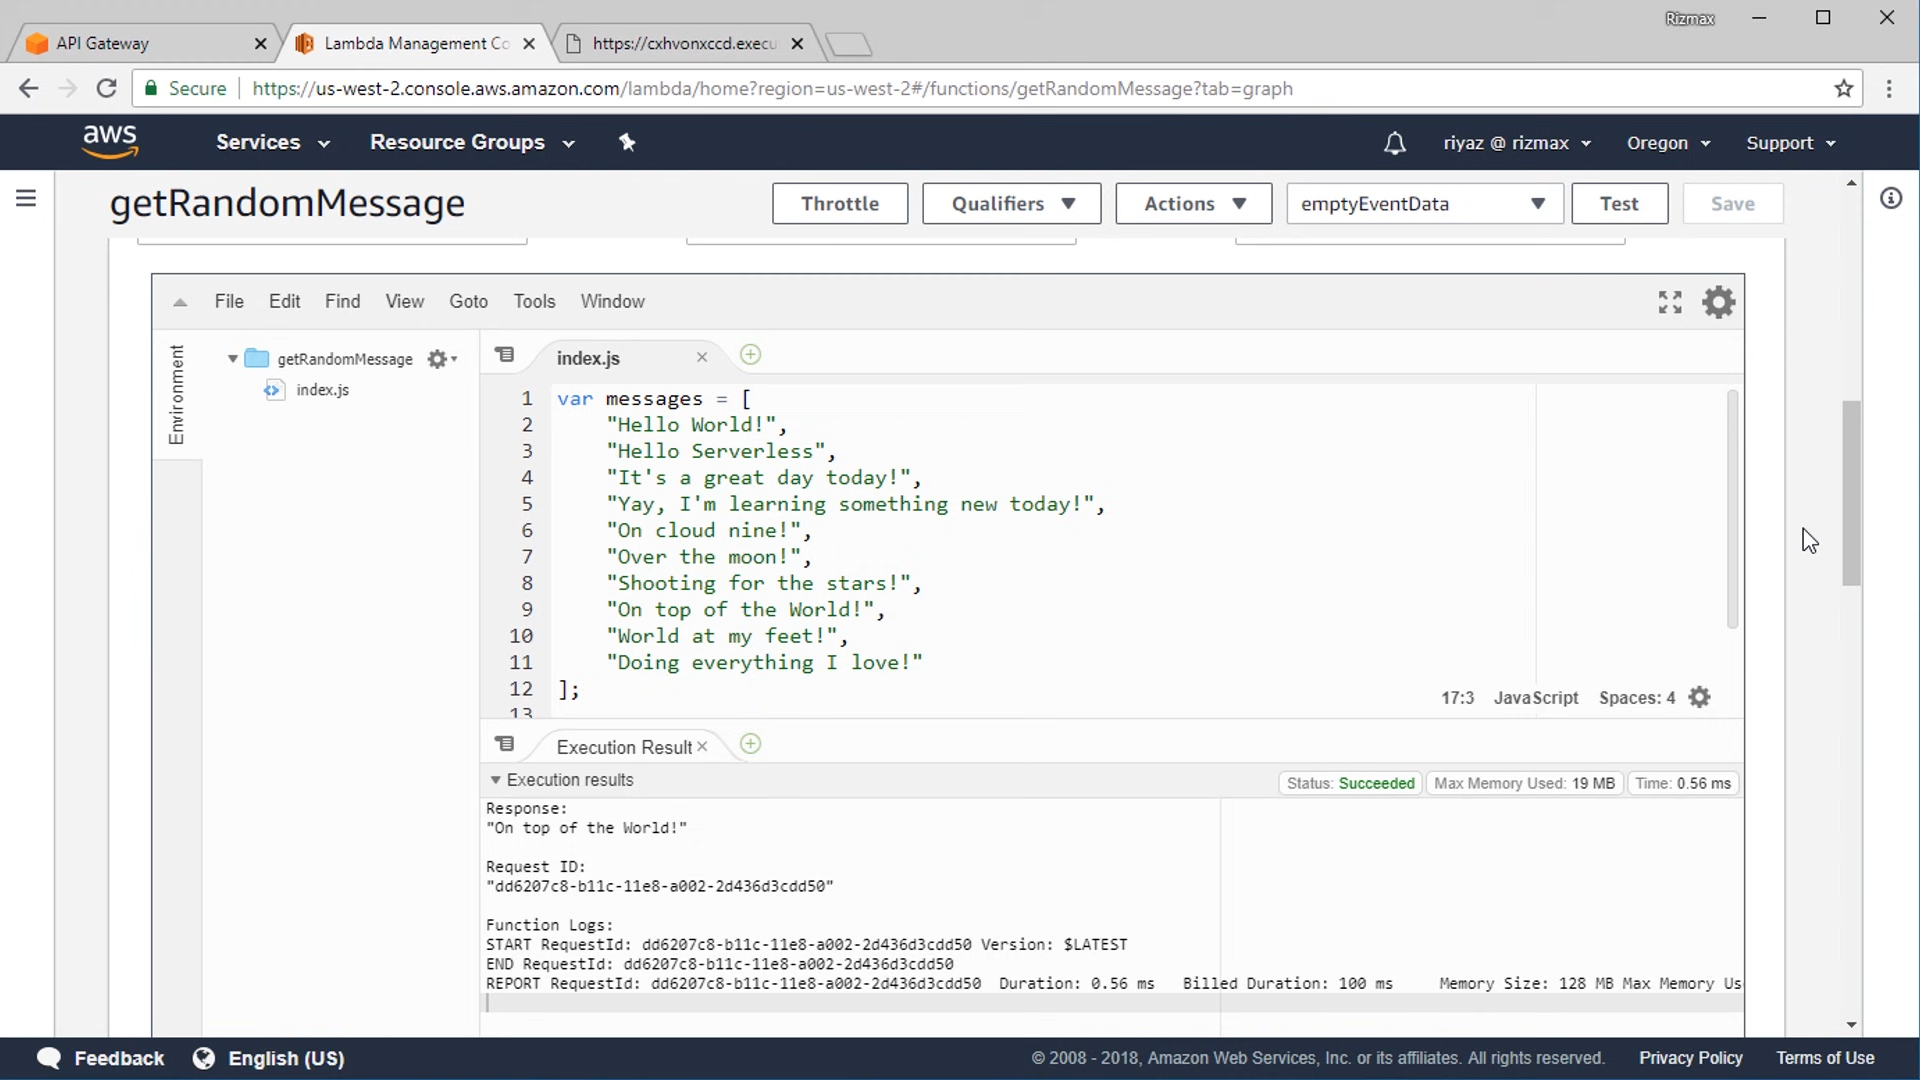 Rizmax
API Gateway
Lambda Management Co
https://cxhvonxccd.execu
Secure
https://us-west-2.console.aws.amazon.com/lambda/home?region=us-west-2#/functions/getRandomMessage?tab=graph
aws
Services
Resource Groups
riyaz @ rizmax
Oregon
Support
getRandomMessage
Throttle
Qualifiers
Actions
emptyEventData
Test
Save
File Edit Find View Goto Tools Window
Environment
getRandomMessage
index.js
index.js
1 var messages = [
2 "Hello World!",
3 "Hello Serverless",
4 "It's a great day today!",
5 "Yay, I'm learning something new today!",
6 "On cloud nine!",
7 "Over the moon!",
8 "Shooting for the stars!",
9 "On top of the World!",
10 "World at my feet!",
11 "Doing everything I love!"
12 ];
13
17:3 JavaScript Spaces: 4
Execution Result
Execution results
Status: Succeeded
Max Memory Used: 19 MB
Time: 0.56 ms
Response:
"On top of the World!"
Request ID:
"dd6207c8-b11c-11e8-a002-2d436d3cdd50"
Function Logs:
START RequestId: dd6207c8-b11c-11e8-a002-2d436d3cdd50 Version: $LATEST
END RequestId: dd6207c8-b11c-11e8-a002-2d436d3cdd50
REPORT RequestId: dd6207c8-b11c-11e8-a002-2d436d3cdd50 Duration: 0.56 ms Billed Duration: 100 ms Memory Size: 128 MB Max Memory Us
Feedback
English (US)
© 2008 - 2018, Amazon Web Services, Inc. or its affiliates. All rights reserved.
Privacy Policy
Terms of Use